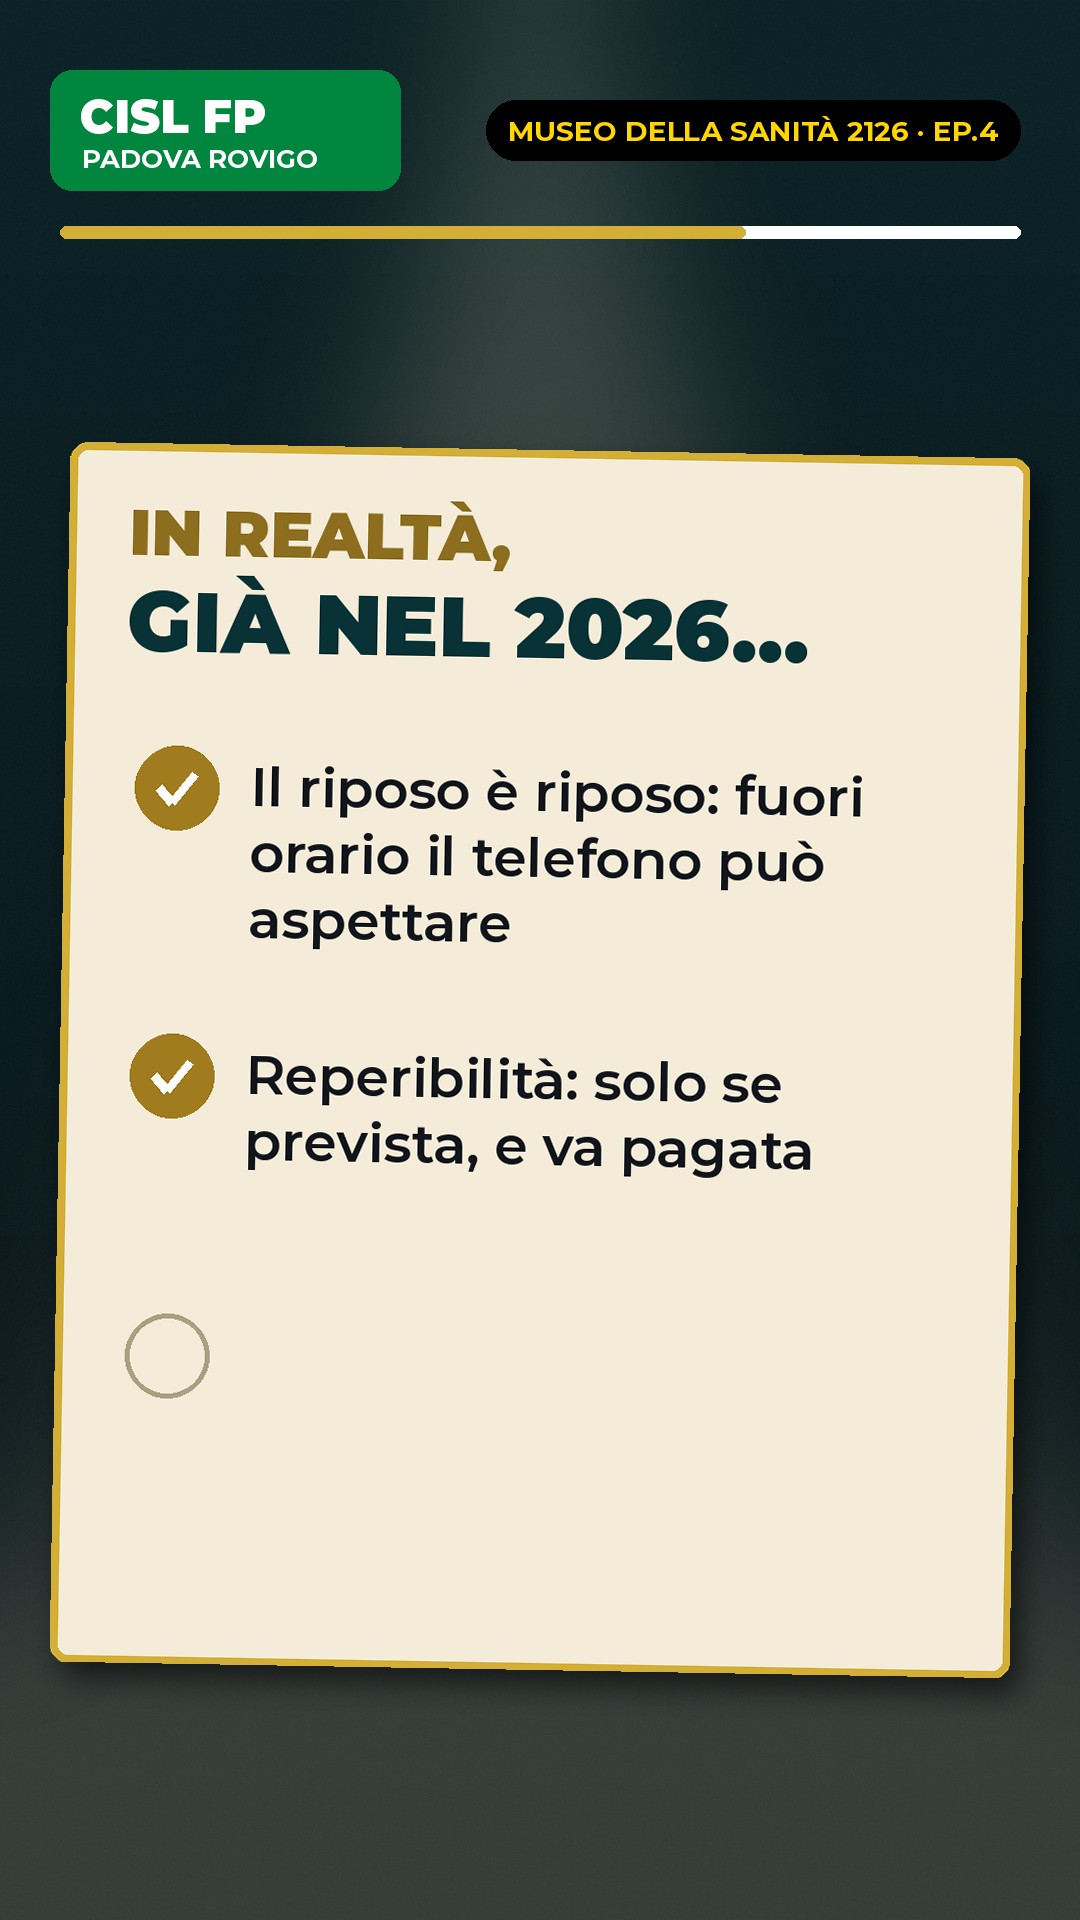 CISL FP
PADOVA ROVIGO
MUSEO DELLA SANITÀ 2126 · EP.4
IN REALTÀ,
GIÀ NEL 2026...
Il riposo è riposo: fuori
orario il telefono può
aspettare
Reperibilità: solo se
prevista, e va pagata